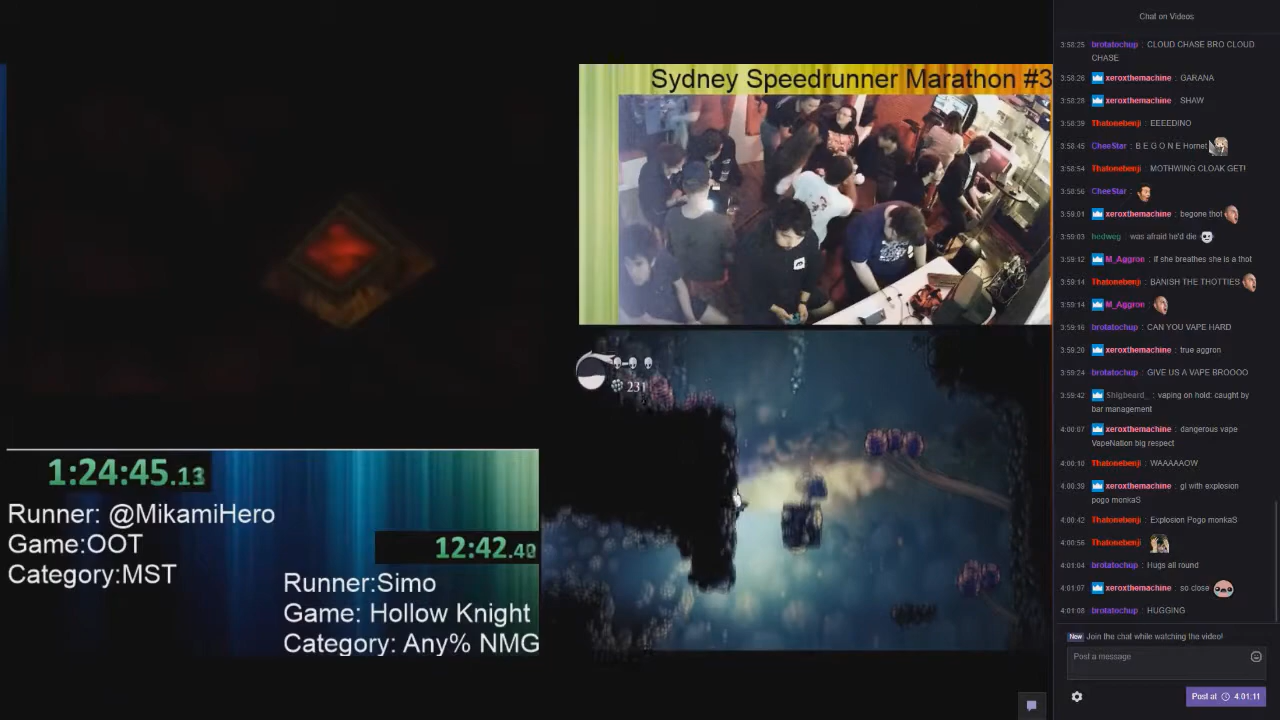 Sydney Speedrunner Marathon #3
231
1:24:45.13
Runner: @MikamiHero
Game:OOT
Category:MST
12:42.40
Runner:Simo
Game: Hollow Knight
Category: Any% NMG
Chat on Videos
3:58:25 brotatochup : CLOUD CHASE BRO CLOUD
CHASE
3:58:26 xeroxthemachine : GARANA
3:58:28 xeroxthemachine : SHAW
3:58:39 Thatonebenji : EEEEDINO
3:58:45 CheeStar : B E G O N E Hornet
3:58:54 Thatonebenji : MOTHWING CLOAK GET!
3:58:56 CheeStar :
3:59:01 xeroxthemachine : begone thot
3:59:03 hedweg : was afraid he'd die
3:59:12 M_Aggron : If she breathes she is a thot
3:59:14 Thatonebenji : BANISH THE THOTTIES
3:59:14 M_Aggron :
3:59:16 brotatochup : CAN YOU VAPE HARD
3:59:20 xeroxthemachine : true aggron
3:59:24 brotatochup : GIVE US A VAPE BROOOO
3:59:42 Shigbeard_ : vaping on hold: caught by
bar management
4:00:07 xeroxthemachine : dangerous vape
VapeNation big respect
4:00:10 Thatonebenji : WAAAAAOW
4:00:39 xeroxthemachine : gl with explosion
pogo monkaS
4:00:42 Thatonebenji : Explosion Pogo monkaS
4:00:56 Thatonebenji :
4:01:04 brotatochup : Hugs all round
4:01:07 xeroxthemachine : so close
4:01:08 brotatochup : HUGGING
New Join the chat while watching the video!
Post a message
Post at 4:01:11